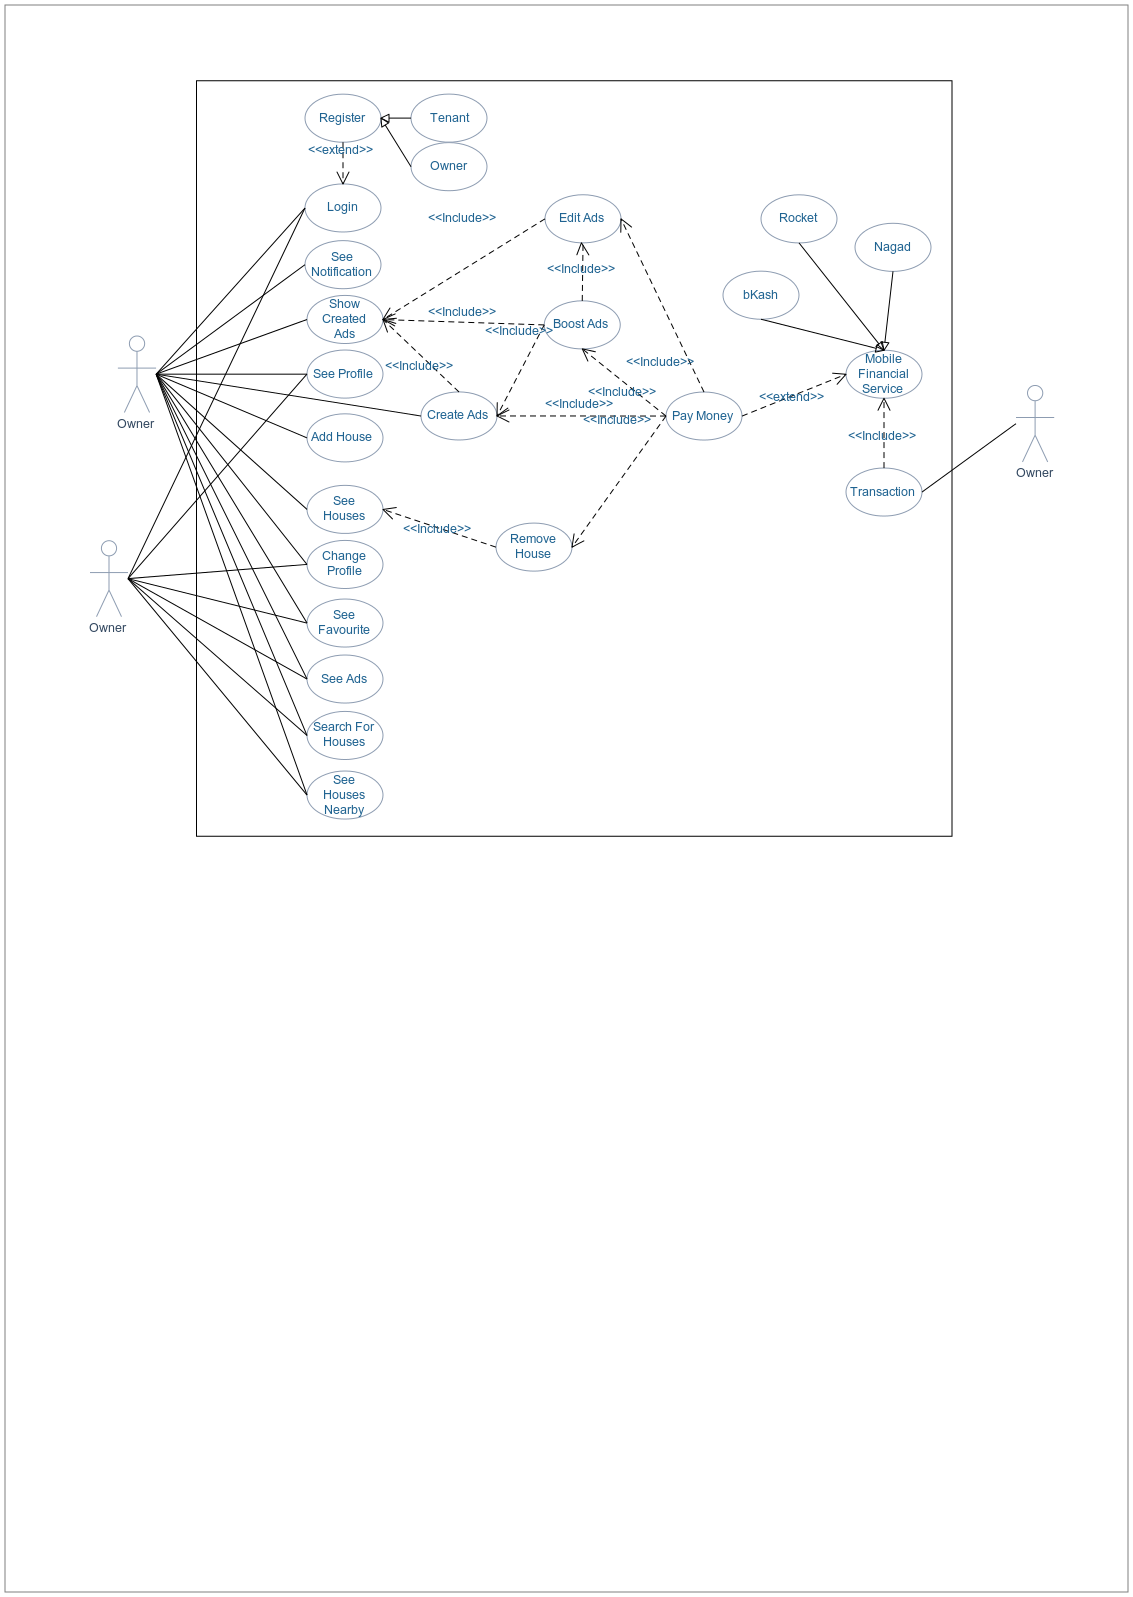 Register
Tenant
<<extend>>
Owner
Login
<<Include>>
Edit Ads
Rocket
Nagad
See
Notification
<<Include>>
bKash
Show
Created
Ads
<<Include>>
<<Include>>
Boost Ads
Mobile
Financial
Service
<<Include>>
<<Include>>
See Profile
<<Include>>
<<Include>>
<<Include>>
<<extend>>
Create Ads
Pay Money
Owner
Add House
<<Include>>
Owner
See
Houses
Transaction
<<Include>>
Remove
House
Change
Profile
Owner
See
Favourite
See Ads
Search For
Houses
See
Houses
Nearby